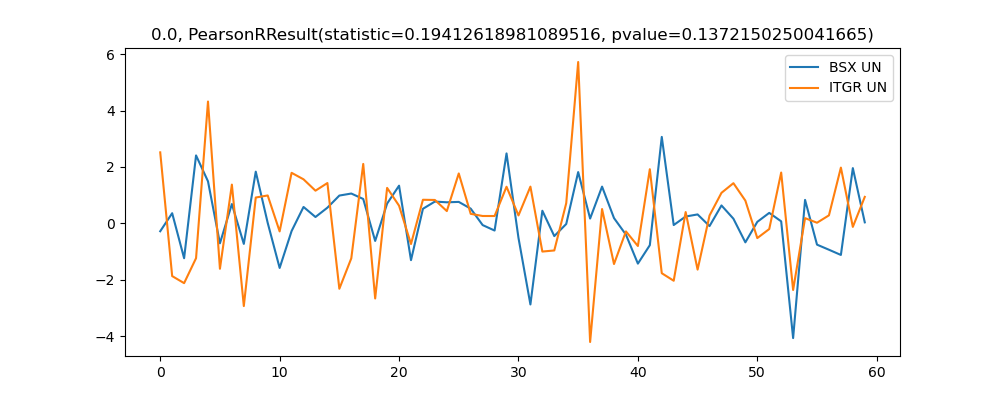 0.0, PearsonRResult(statistic=0.19412618981089516, pvalue=0.1372150250041665)
BSX UN
ITGR UN
6
4
2
0
−2
−4
0 10 20 30 40 50 60